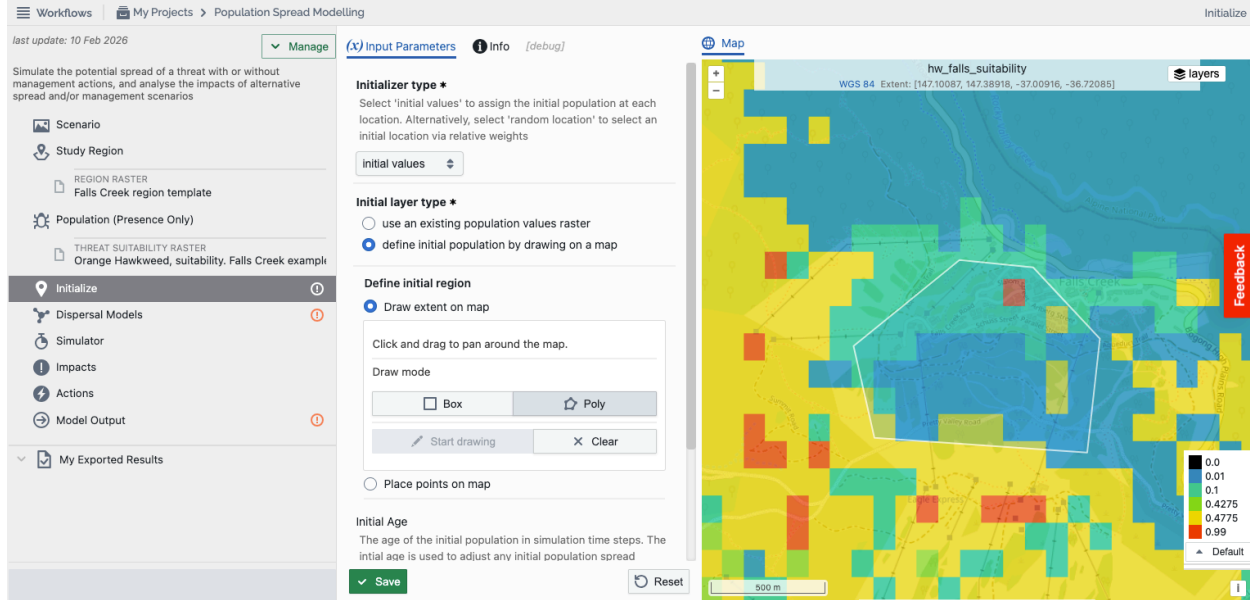 Workflows
My Projects > Population Spread Modelling
Initialize
last update: 10 Feb 2026
Manage
Simulate the potential spread of a threat with or without
management actions, and analyse the impacts of alternative
spread and/or management scenarios
Scenario
Study Region
REGION RASTER
Falls Creek region template
Population (Presence Only)
THREAT SUITABILITY RASTER
Orange Hawkweed, suitability. Falls Creek example
Initialize
Dispersal Models
Simulator
Impacts
Actions
Model Output
My Exported Results
(x) Input Parameters
Info
[debug]
Initializer type *
Select 'initial values' to assign the initial population at each
location. Alternatively, select 'random location' to select an
initial location via relative weights
initial values
Initial layer type *
use an existing population values raster
define initial population by drawing on a map
Define initial region
Draw extent on map
Click and drag to pan around the map.
Draw mode
Box
Poly
Start drawing
Clear
Place points on map
Initial Age
The age of the initial population in simulation time steps. The
intial age is used to adjust any initial population spread
Save
Reset
Map
+
−
hw_falls_suitability
WGS 84 Extent: [147.10087, 147.38918, -37.00916, -36.72085]
layers
Feedback
Falls Creek
Eagle Express
0.0
0.01
0.1
0.4275
0.4775
0.99
Default
500 m
i